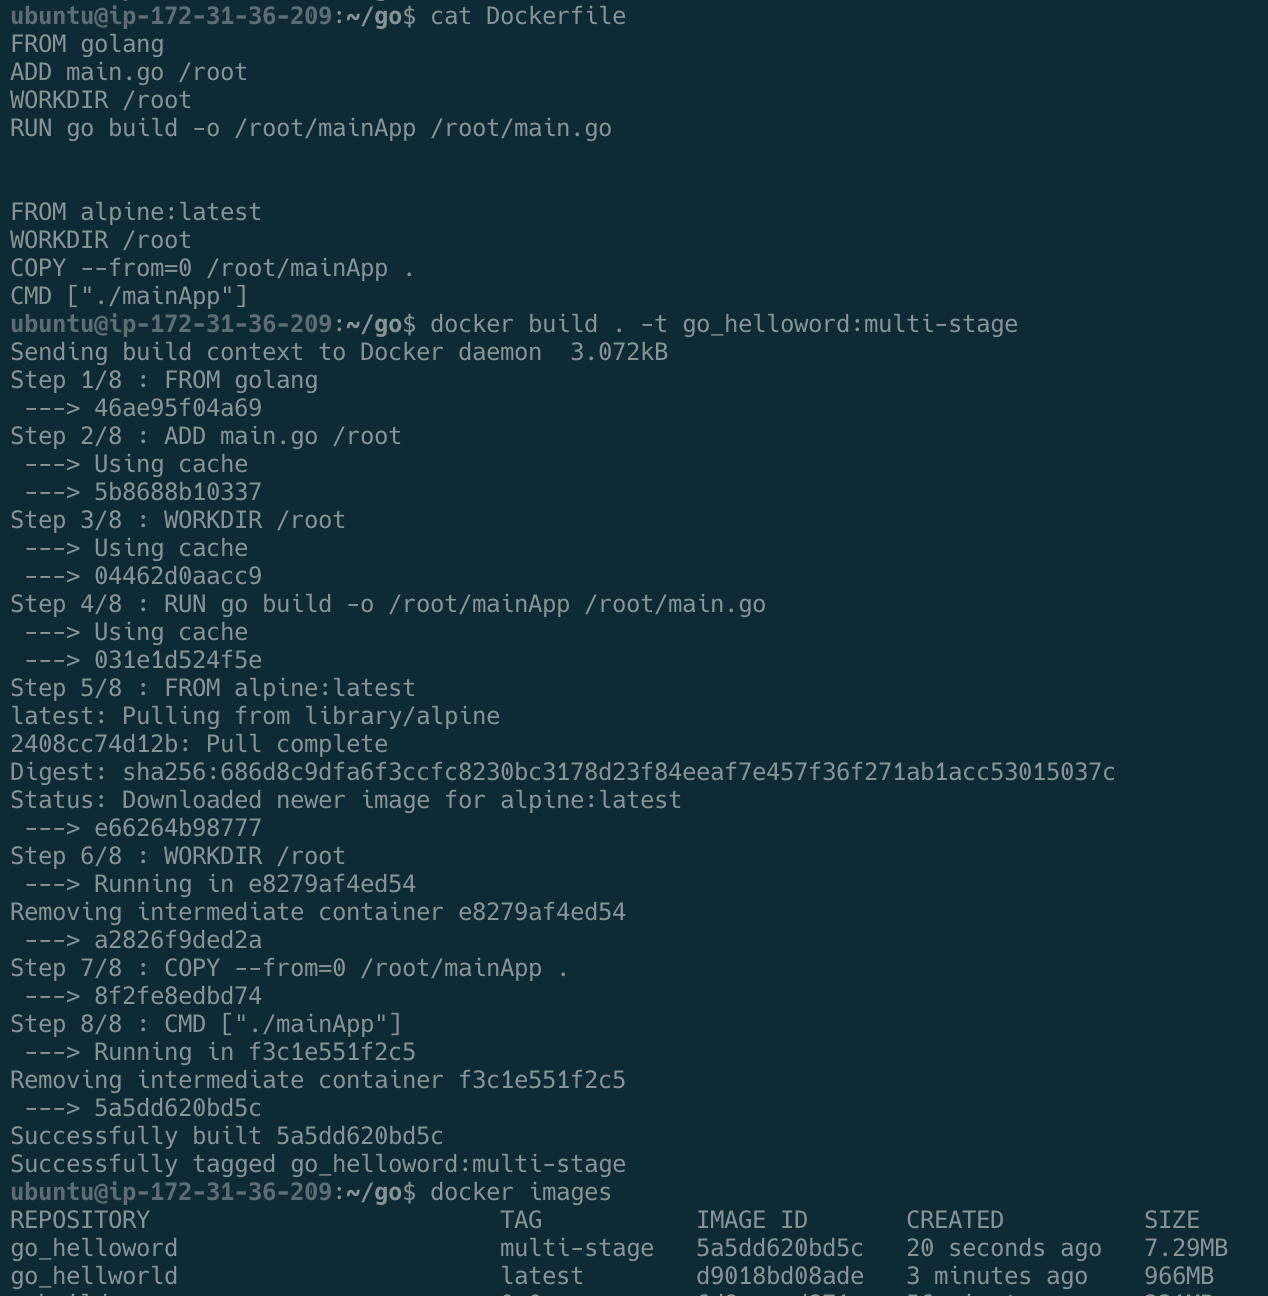 ubuntu@ip-172-31-36-209:~/go$ cat Dockerfile
FROM golang
ADD main.go /root
WORKDIR /root
RUN go build -o /root/mainApp /root/main.go
FROM alpine:latest
WORKDIR /root
COPY --from=0 /root/mainApp .
CMD ["./mainApp"]
ubuntu@ip-172-31-36-209:~/go$ docker build . -t go_helloword:multi-stage
Sending build context to Docker daemon  3.072kB
Step 1/8 : FROM golang
 ---> 46ae95f04a69
Step 2/8 : ADD main.go /root
 ---> Using cache
 ---> 5b8688b10337
Step 3/8 : WORKDIR /root
 ---> Using cache
 ---> 04462d0aacc9
Step 4/8 : RUN go build -o /root/mainApp /root/main.go
 ---> Using cache
 ---> 031e1d524f5e
Step 5/8 : FROM alpine:latest
latest: Pulling from library/alpine
2408cc74d12b: Pull complete
Digest: sha256:686d8c9dfa6f3ccfc8230bc3178d23f84eeaf7e457f36f271ab1acc53015037c
Status: Downloaded newer image for alpine:latest
 ---> e66264b98777
Step 6/8 : WORKDIR /root
 ---> Running in e8279af4ed54
Removing intermediate container e8279af4ed54
 ---> a2826f9ded2a
Step 7/8 : COPY --from=0 /root/mainApp .
 ---> 8f2fe8edbd74
Step 8/8 : CMD ["./mainApp"]
 ---> Running in f3c1e551f2c5
Removing intermediate container f3c1e551f2c5
 ---> 5a5dd620bd5c
Successfully built 5a5dd620bd5c
Successfully tagged go_helloword:multi-stage
ubuntu@ip-172-31-36-209:~/go$ docker images
REPOSITORY TAG IMAGE ID CREATED SIZE
go_helloword multi-stage 5a5dd620bd5c 20 seconds ago 7.29MB
go_hellworld latest d9018bd08ade 3 minutes ago 966MB